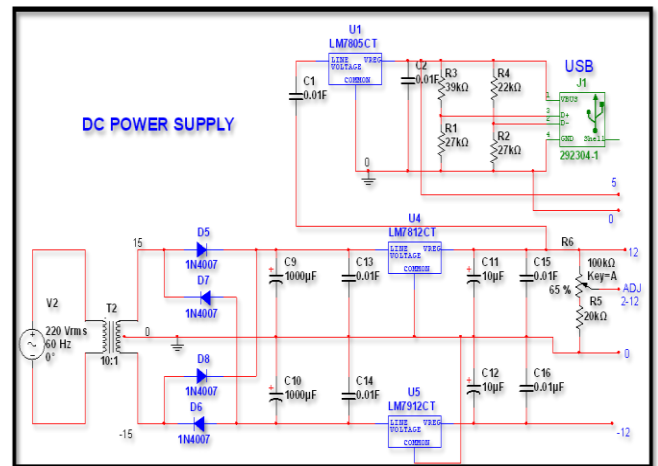 U1
LM7805CT
LINE VREG
VOLTAGE
COMMON
C1
0.01F
C2
0.01F
R3
39kΩ
R4
22kΩ
R1
27kΩ
R2
27kΩ
USB
J1
1 VBUS
3 D+
2 D-
4 GND Shell
292304-1
0
5
0
DC POWER SUPPLY
V2
220 Vrms
60 Hz
0°
T2
10:1
15
0
-15
D5
1N4007
D7
1N4007
D8
1N4007
D6
1N4007
C9
1000µF
C13
0.01F
C10
1000µF
C14
0.01F
U4
LM7812CT
LINE VREG
VOLTAGE
COMMON
U5
LM7912CT
LINE VREG
VOLTAGE
COMMON
C11
10µF
C15
0.01F
C12
10µF
C16
0.01µF
R6
100kΩ
Key=A
65 %
R5
20kΩ
-12
ADJ
2-12
0
-12